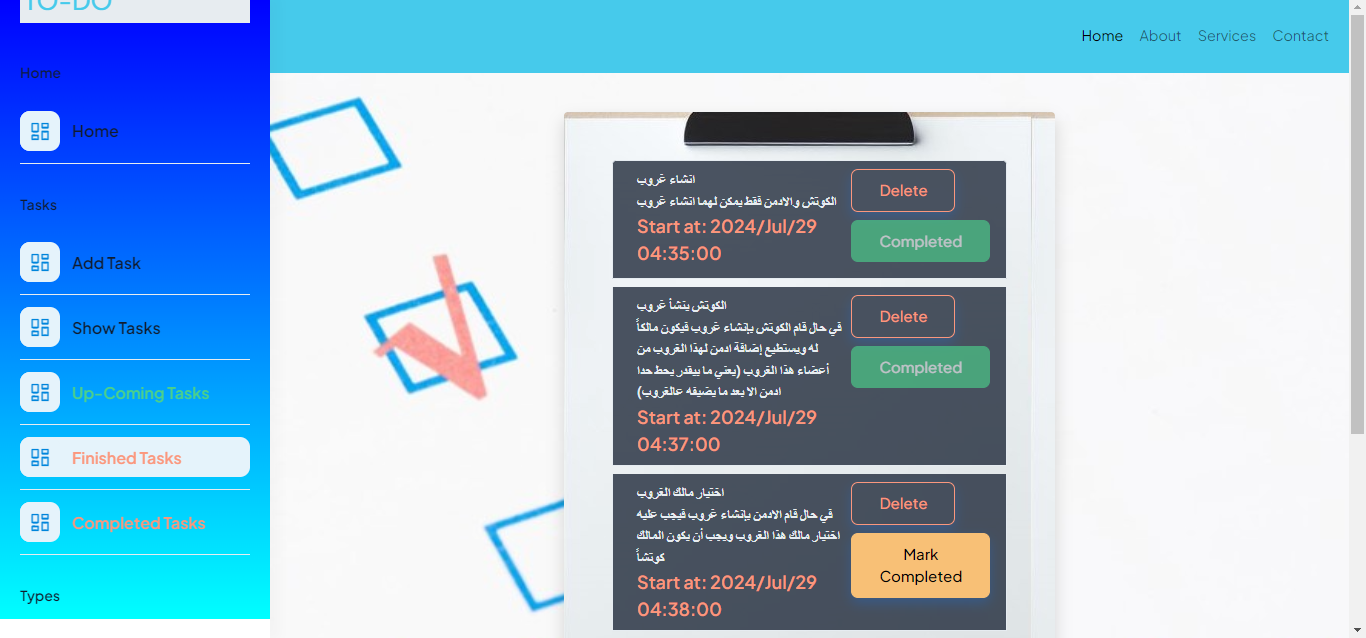 TO-DO
Home
Home
Tasks
Add Task
Show Tasks
Up-Coming Tasks
Finished Tasks
Completed Tasks
Types
Home About Services Contact
انشاء غروب
الكوتش والادمن فقط يمكن لهما انشاء غروب
Start at: 2024/Jul/29
04:35:00
Delete
Completed
الكوتش ينشأ غروب
في حال قام الكوتش بإنشاء غروب فيكون مالكاً
له ويستطيع إضافة ادمن لهذا الغروب من
أعضاء هذا الغروب (يعني ما بيقدر يحط حدا
ادمن الا بعد ما يضيفه عالغروب)
Start at: 2024/Jul/29
04:37:00
Delete
Completed
اختيار مالك الغروب
في حال قام الادمن بإنشاء غروب فيجب عليه
اختيار مالك هذا الغروب ويجب أن يكون المالك
كوتشاً
Start at: 2024/Jul/29
04:38:00
Delete
Mark
Completed